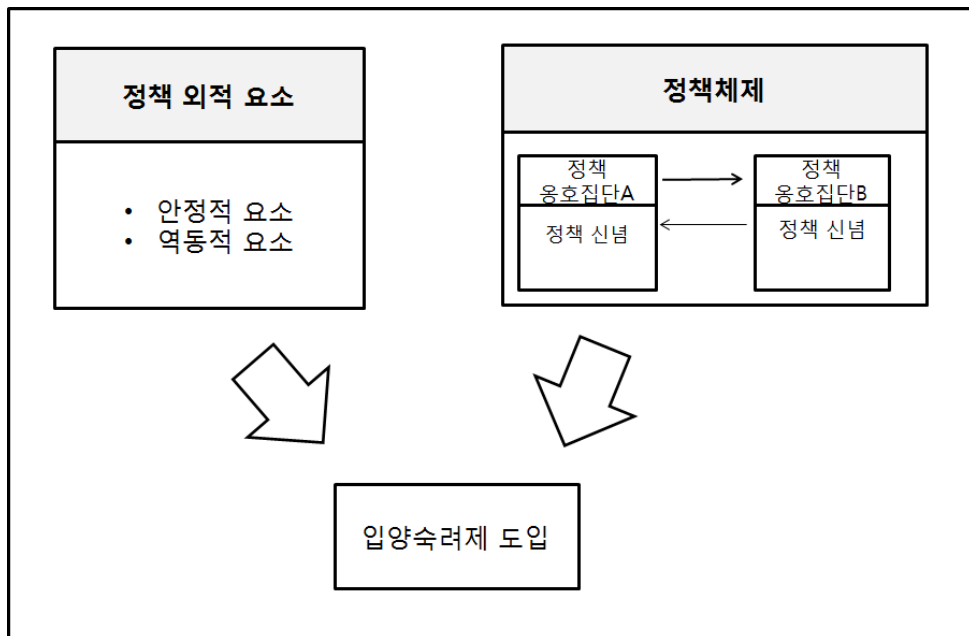 정책 외적 요소
• 안정적 요소
• 역동적 요소
정책체제
정책
옹호집단A
정책 신념
정책
옹호집단B
정책 신념
입양숙려제 도입